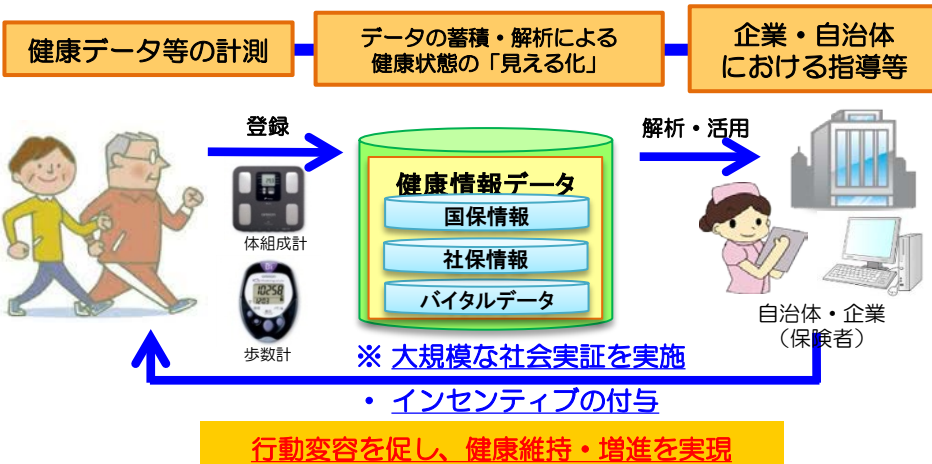 健康データ等の計測
データの蓄積・解析による
健康状態の「見える化」
企業・自治体
における指導等
登録
解析・活用
体組成計
歩数計
10258
健康情報データ
国保情報
社保情報
バイタルデータ
自治体・企業
（保険者）
※ 大規模な社会実証を実施
・ インセンティブの付与
行動変容を促し、健康維持・増進を実現